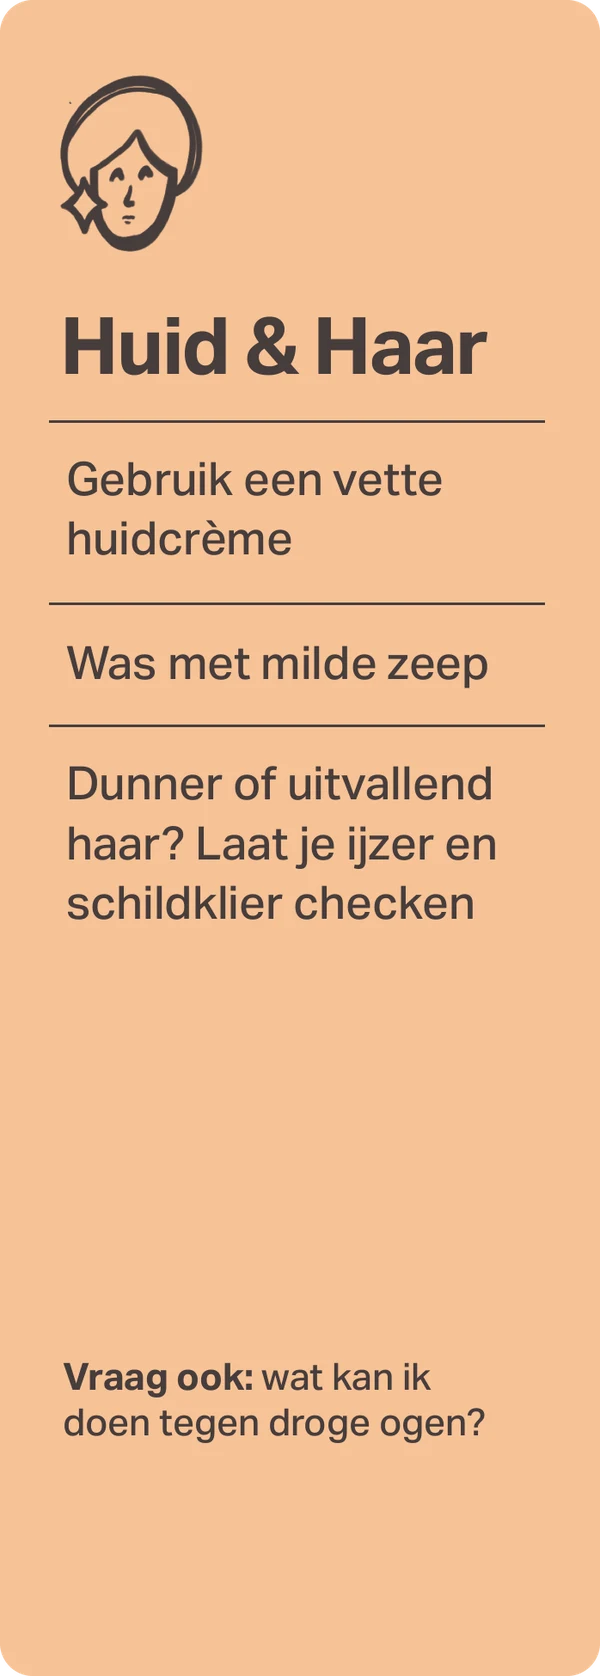 Huid & Haar
Gebruik een vette
huidcrème
Was met milde zeep
Dunner of uitvallend
haar? Laat je ijzer en
schildklier checken
Vraag ook: wat kan ik
doen tegen droge ogen?